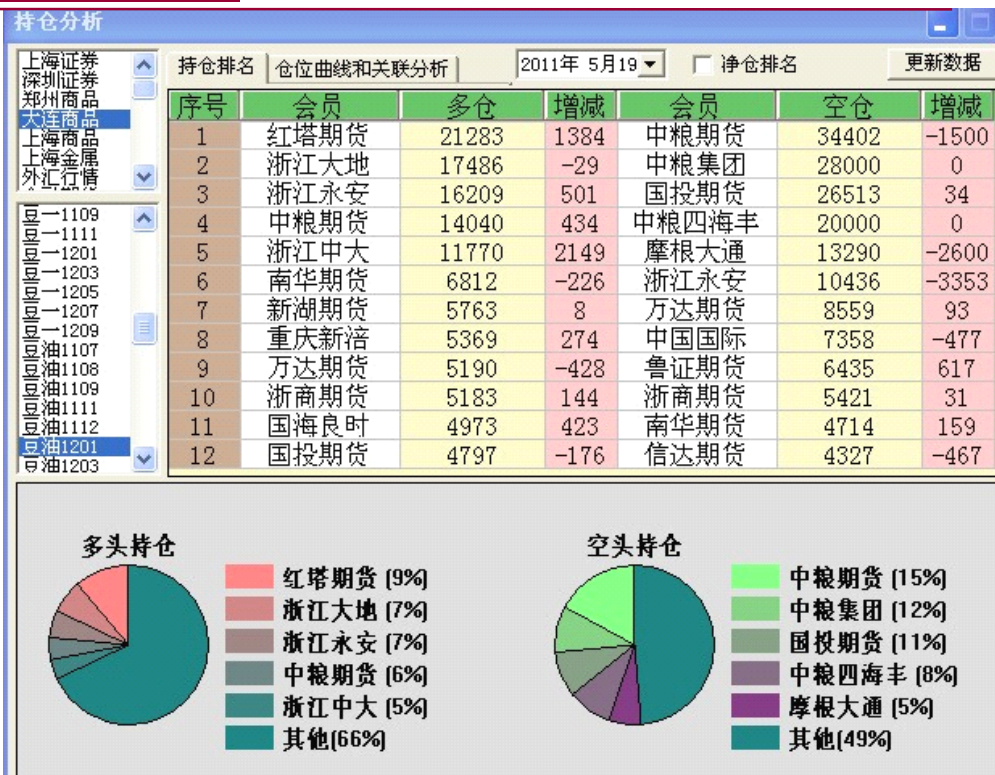 持仓分析
上海证券
深圳证券
郑州商品
大连商品
上海商品
上海金属
外汇行情
持仓排名 仓位曲线和关联分析 2011年 5月19 净仓排名 更新数据
序号 会员 多仓 增减 会员 空仓 增减
1 红塔期货 21283 1384 中粮期货 34402 -1500
2 浙江大地 17486 -29 中粮集团 28000 0
3 浙江永安 16209 501 国投期货 26513 34
4 中粮期货 14040 434 中粮四海丰 20000 0
5 浙江中大 11770 2149 摩根大通 13290 -2600
6 南华期货 6812 -226 浙江永安 10436 -3353
7 新湖期货 5763 8 万达期货 8559 93
8 重庆新涪 5369 274 中国国际 7358 -477
9 万达期货 5190 -428 鲁证期货 6435 617
10 浙商期货 5183 144 浙商期货 5421 31
11 国海良时 4973 423 南华期货 4714 159
12 国投期货 4797 -176 信达期货 4327 -467
豆一1109
豆一1111
豆一1201
豆一1203
豆一1205
豆一1207
豆一1209
豆油1107
豆油1108
豆油1109
豆油1111
豆油1112
豆油1201
豆油1203
多头持仓
红塔期货 (9%)
浙江大地 (7%)
浙江永安 (7%)
中粮期货 (6%)
浙江中大 (5%)
其他(66%)
空头持仓
中粮期货 (15%)
中粮集团 (12%)
国投期货 (11%)
中粮四海丰 (8%)
摩根大通 (5%)
其他(49%)